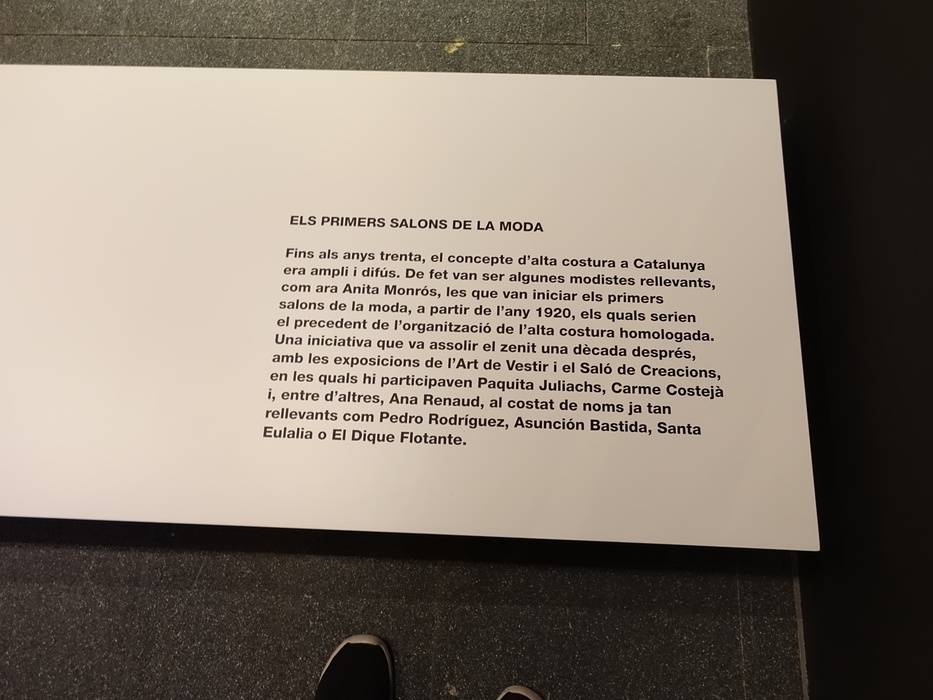 ELS PRIMERS SALONS DE LA MODA
Fins als anys trenta, el concepte d'alta costura a Catalunya
era ampli i difús. De fet van ser algunes modistes rellevants,
com ara Anita Monrós, les que van iniciar els primers
salons de la moda, a partir de l'any 1920, els quals serien
el precedent de l'organització de l'alta costura homologada.
Una iniciativa que va assolir el zenit una dècada després,
amb les exposicions de l'Art de Vestir i el Saló de Creacions,
en les quals hi participaven Paquita Juliachs, Carme Costejà
i, entre d'altres, Ana Renaud, al costat de noms ja tan
rellevants com Pedro Rodríguez, Asunción Bastida, Santa
Eulalia o El Dique Flotante.